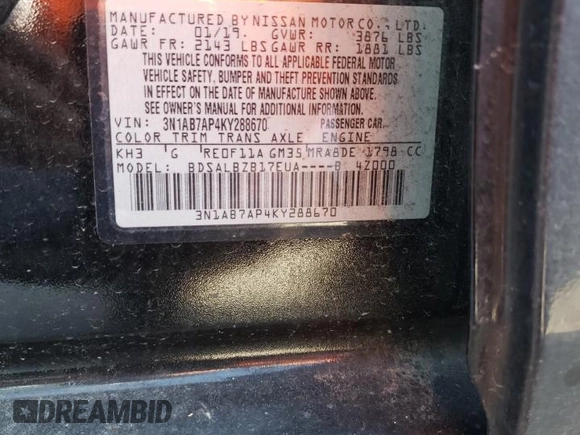 MANUFACTURED BY NISSAN MOTOR CO., LTD.
DATE: 01/19. GVWR: 3876 LBS
GAWR FR: 2143 LBS GAWR RR: 1881 LBS
THIS VEHICLE CONFORMS TO ALL APPLICABLE FEDERAL MOTOR
VEHICLE SAFETY, BUMPER AND THEFT PREVENTION STANDARDS
IN EFFECT ON THE DATE OF MANUFACTURE SHOWN ABOVE.
SEE OWNER'S MANUAL FOR ADDITIONAL INFORMATION.
VIN: 3N1AB7AP4KY288670 PASSENGER CAR
COLOR TRIM TRANS AXLE ENGINE
KH3 G RE0F11A GM35 MRA8DE 1798 CC
MODEL: BDSALBZB17EUA----B 4Z000
3N1AB7AP4KY288670
DREAMBID